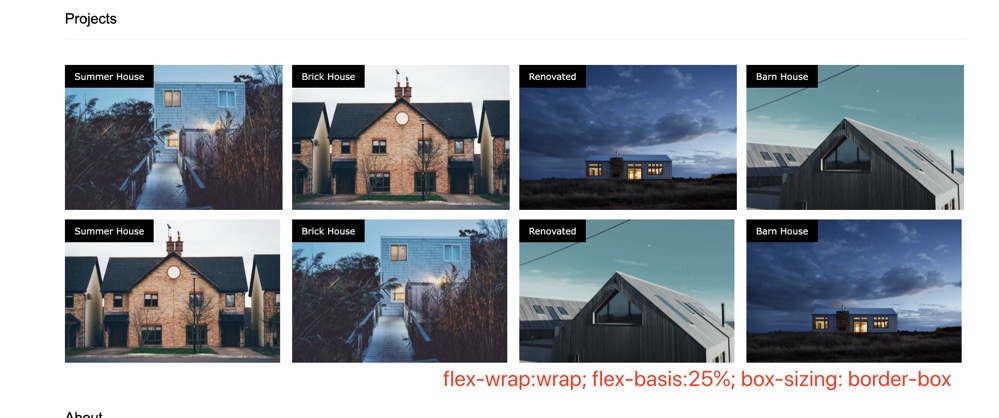 Projects
Summer House
Brick House
Renovated
Barn House
Summer House
Brick House
Renovated
Barn House
flex-wrap:wrap; flex-basis:25%; box-sizing: border-box
About